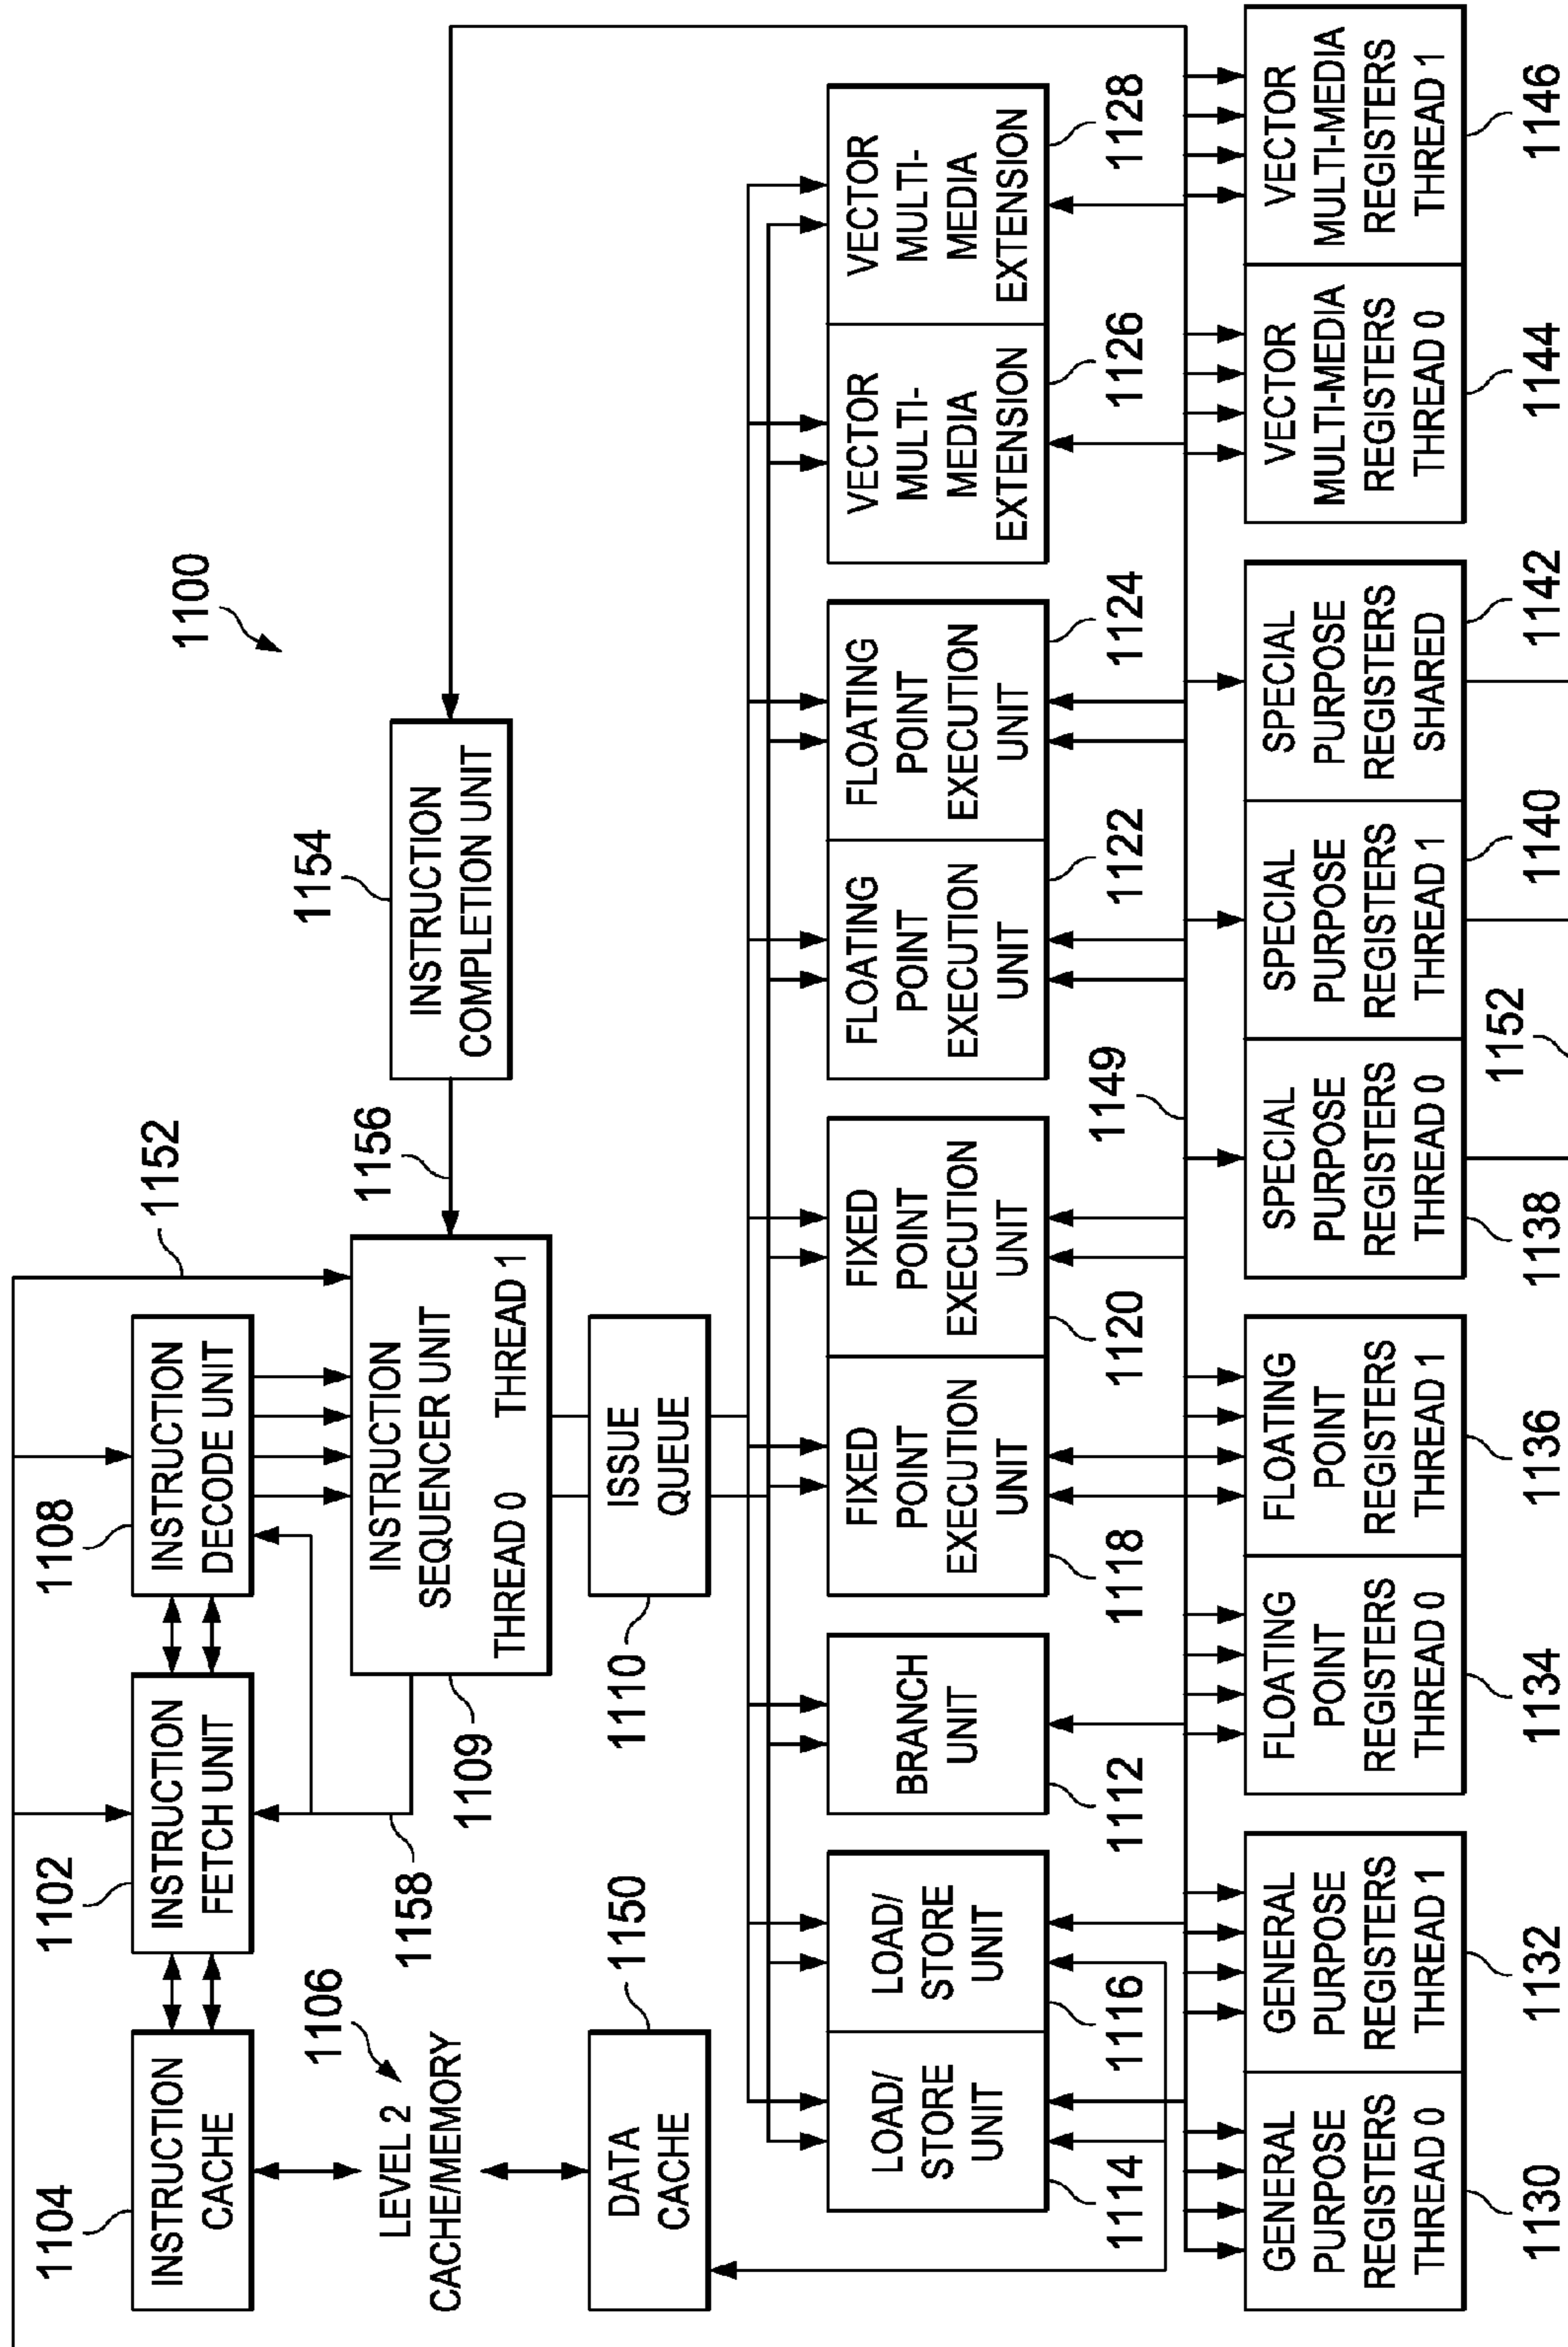 1100
1104
INSTRUCTION
CACHE
1102
INSTRUCTION
FETCH UNIT
1108
INSTRUCTION
DECODE UNIT
1152
1106
LEVEL 2
CACHE/MEMORY
1158
INSTRUCTION
SEQUENCER UNIT
THREAD 0 THREAD 1
1109
1156
1154
INSTRUCTION
COMPLETION UNIT
1150
DATA
CACHE
1110
ISSUE
QUEUE
LOAD/
STORE
UNIT
1114
LOAD/
STORE
UNIT
1116
BRANCH
UNIT
1112
FIXED
POINT
EXECUTION
UNIT
1118
FIXED
POINT
EXECUTION
UNIT
1120
FLOATING
POINT
EXECUTION
UNIT
1122
FLOATING
POINT
EXECUTION
UNIT
1124
VECTOR
MULTI-
MEDIA
EXTENSION
1126
VECTOR
MULTI-
MEDIA
EXTENSION
1128
1149
GENERAL
PURPOSE
REGISTERS
THREAD 0
1130
GENERAL
PURPOSE
REGISTERS
THREAD 1
1132
FLOATING
POINT
REGISTERS
THREAD 0
1134
FLOATING
POINT
REGISTERS
THREAD 1
1136
SPECIAL
PURPOSE
REGISTERS
THREAD 0
1138
1152
SPECIAL
PURPOSE
REGISTERS
THREAD 1
1140
SPECIAL
PURPOSE
REGISTERS
SHARED
1142
VECTOR
MULTI-MEDIA
REGISTERS
THREAD 0
1144
VECTOR
MULTI-MEDIA
REGISTERS
THREAD 1
1146